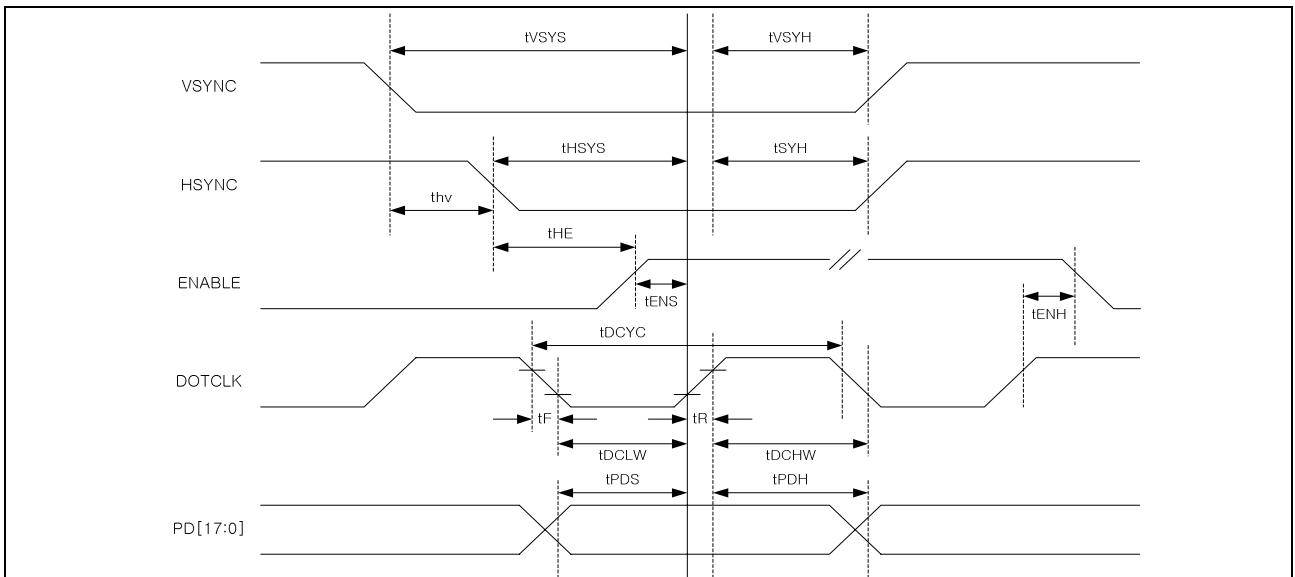 tVSYS tVSYH
VSYNC
tHSYS tSYH
HSYNC
thv
tHE
ENABLE
tENS
tENH
tDCYC
DOTCLK
tF tR
tDCLW tDCHW
tPDS tPDH
PD[17:0]